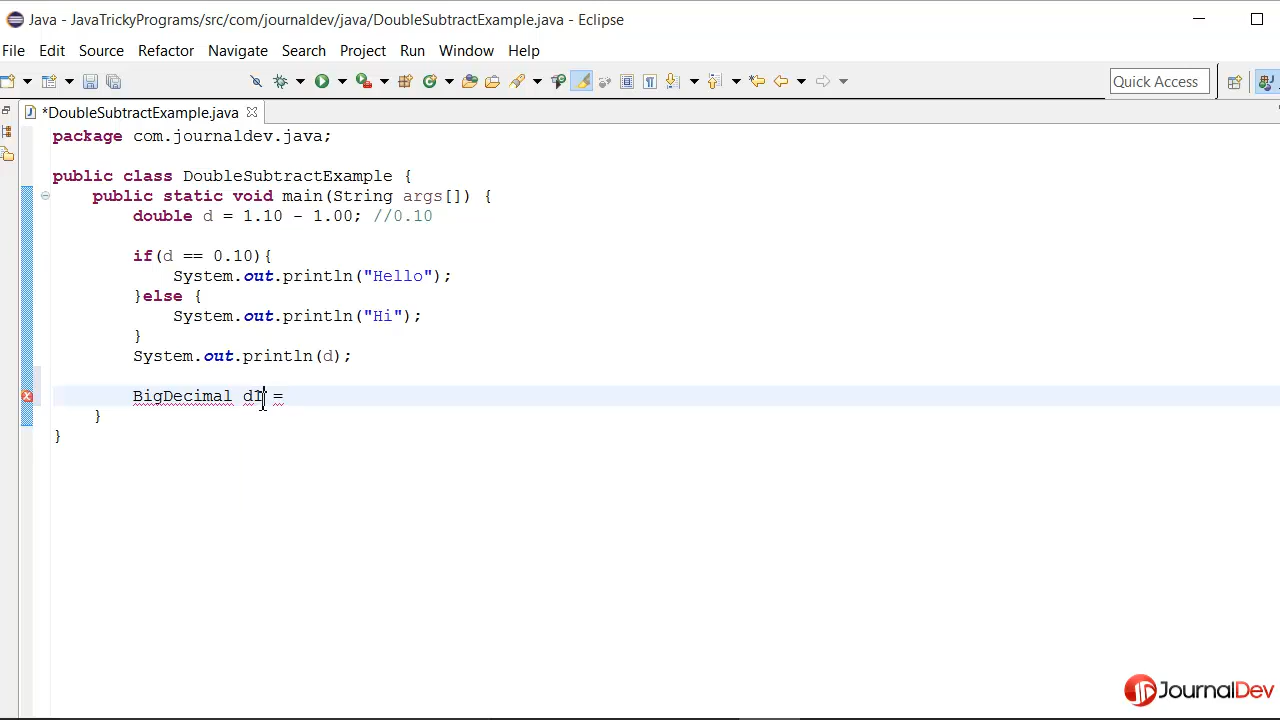 Java - JavaTrickyPrograms/src/com/journaldev/java/DoubleSubtractExample.java - Eclipse
File Edit Source Refactor Navigate Search Project Run Window Help
Quick Access
*DoubleSubtractExample.java
package com.journaldev.java;
public class DoubleSubtractExample {
public static void main(String args[]) {
double d = 1.10 - 1.00; //0.10
if(d == 0.10){
System.out.println("Hello");
}else {
System.out.println("Hi");
}
System.out.println(d);
BigDecimal d1 =
}
}
JournalDev